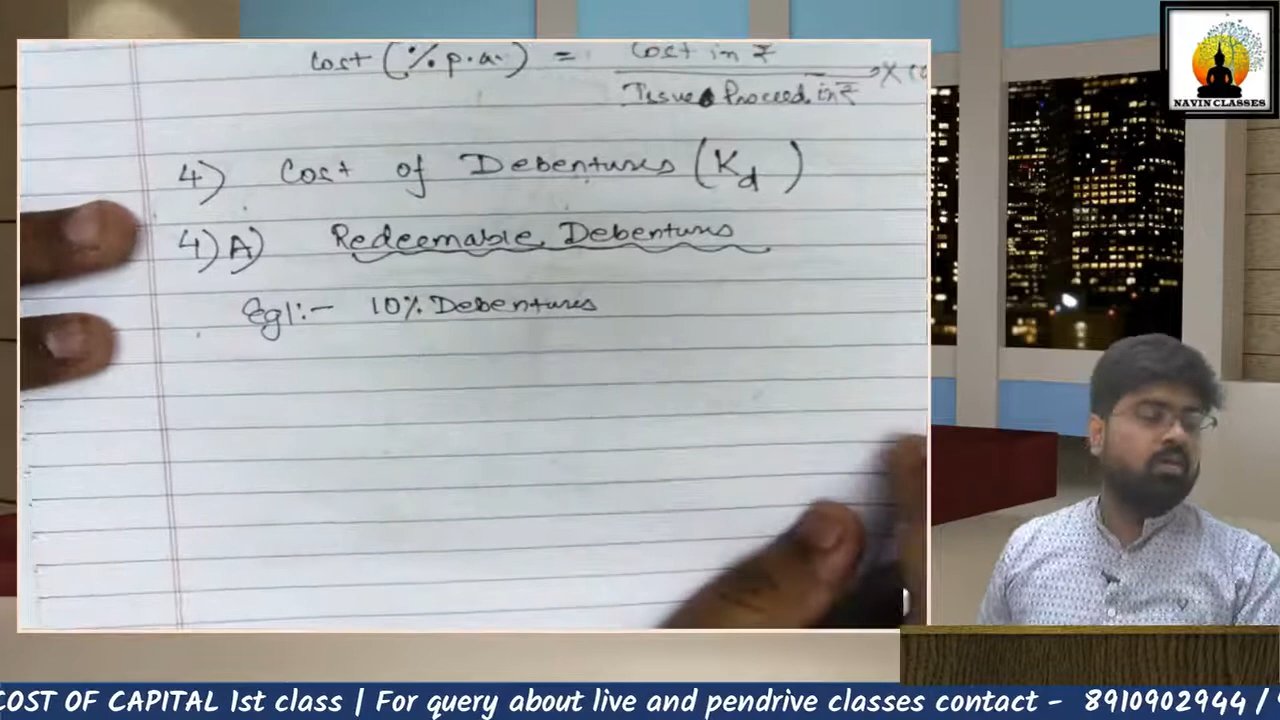 Cost (% p.a.) = Cost in ₹
Issue Proceed in ₹
4) Cost of Debentures (Kd)
4) A) Redeemable Debentures
Eg1:- 10% Debentures
NAVIN CLASSES
COST OF CAPITAL 1st class | For query about live and pendrive classes contact - 8910902944 /